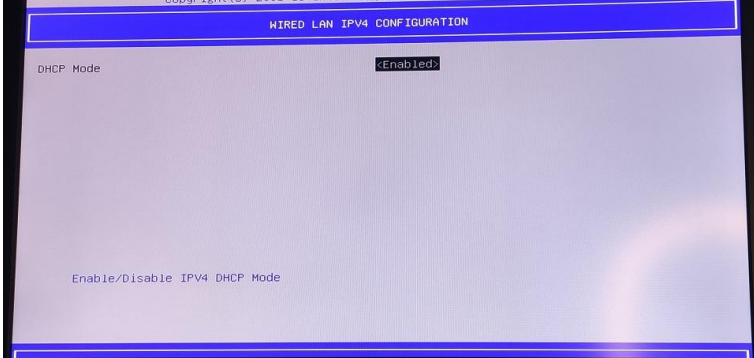 WIRED LAN IPV4 CONFIGURATION
DHCP Mode <Enabled>
Enable/Disable IPV4 DHCP Mode